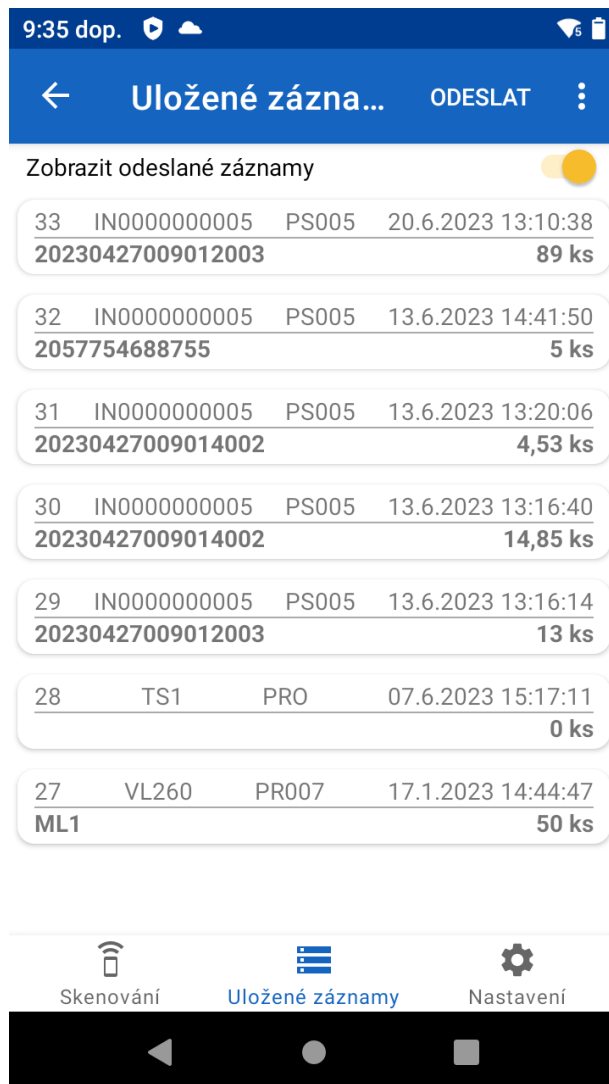 9:35 dop.
5
Uložené zázna... ODESLAT
Zobrazit odeslané záznamy
33 IN0000000005 PS005 20.6.2023 13:10:38
20230427009012003 89 ks
32 IN0000000005 PS005 13.6.2023 14:41:50
2057754688755 5 ks
31 IN0000000005 PS005 13.6.2023 13:20:06
20230427009014002 4,53 ks
30 IN0000000005 PS005 13.6.2023 13:16:40
20230427009014002 14,85 ks
29 IN0000000005 PS005 13.6.2023 13:16:14
20230427009012003 13 ks
28 TS1 PRO 07.6.2023 15:17:11
0 ks
27 VL260 PR007 17.1.2023 14:44:47
ML1 50 ks
Skenování Uložené záznamy Nastavení